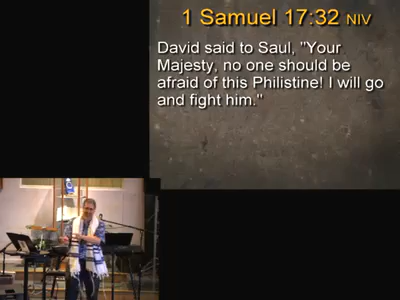 1 Samuel 17:32 NIV
David said to Saul, "Your
Majesty, no one should be
afraid of this Philistine! I will go
and fight him."